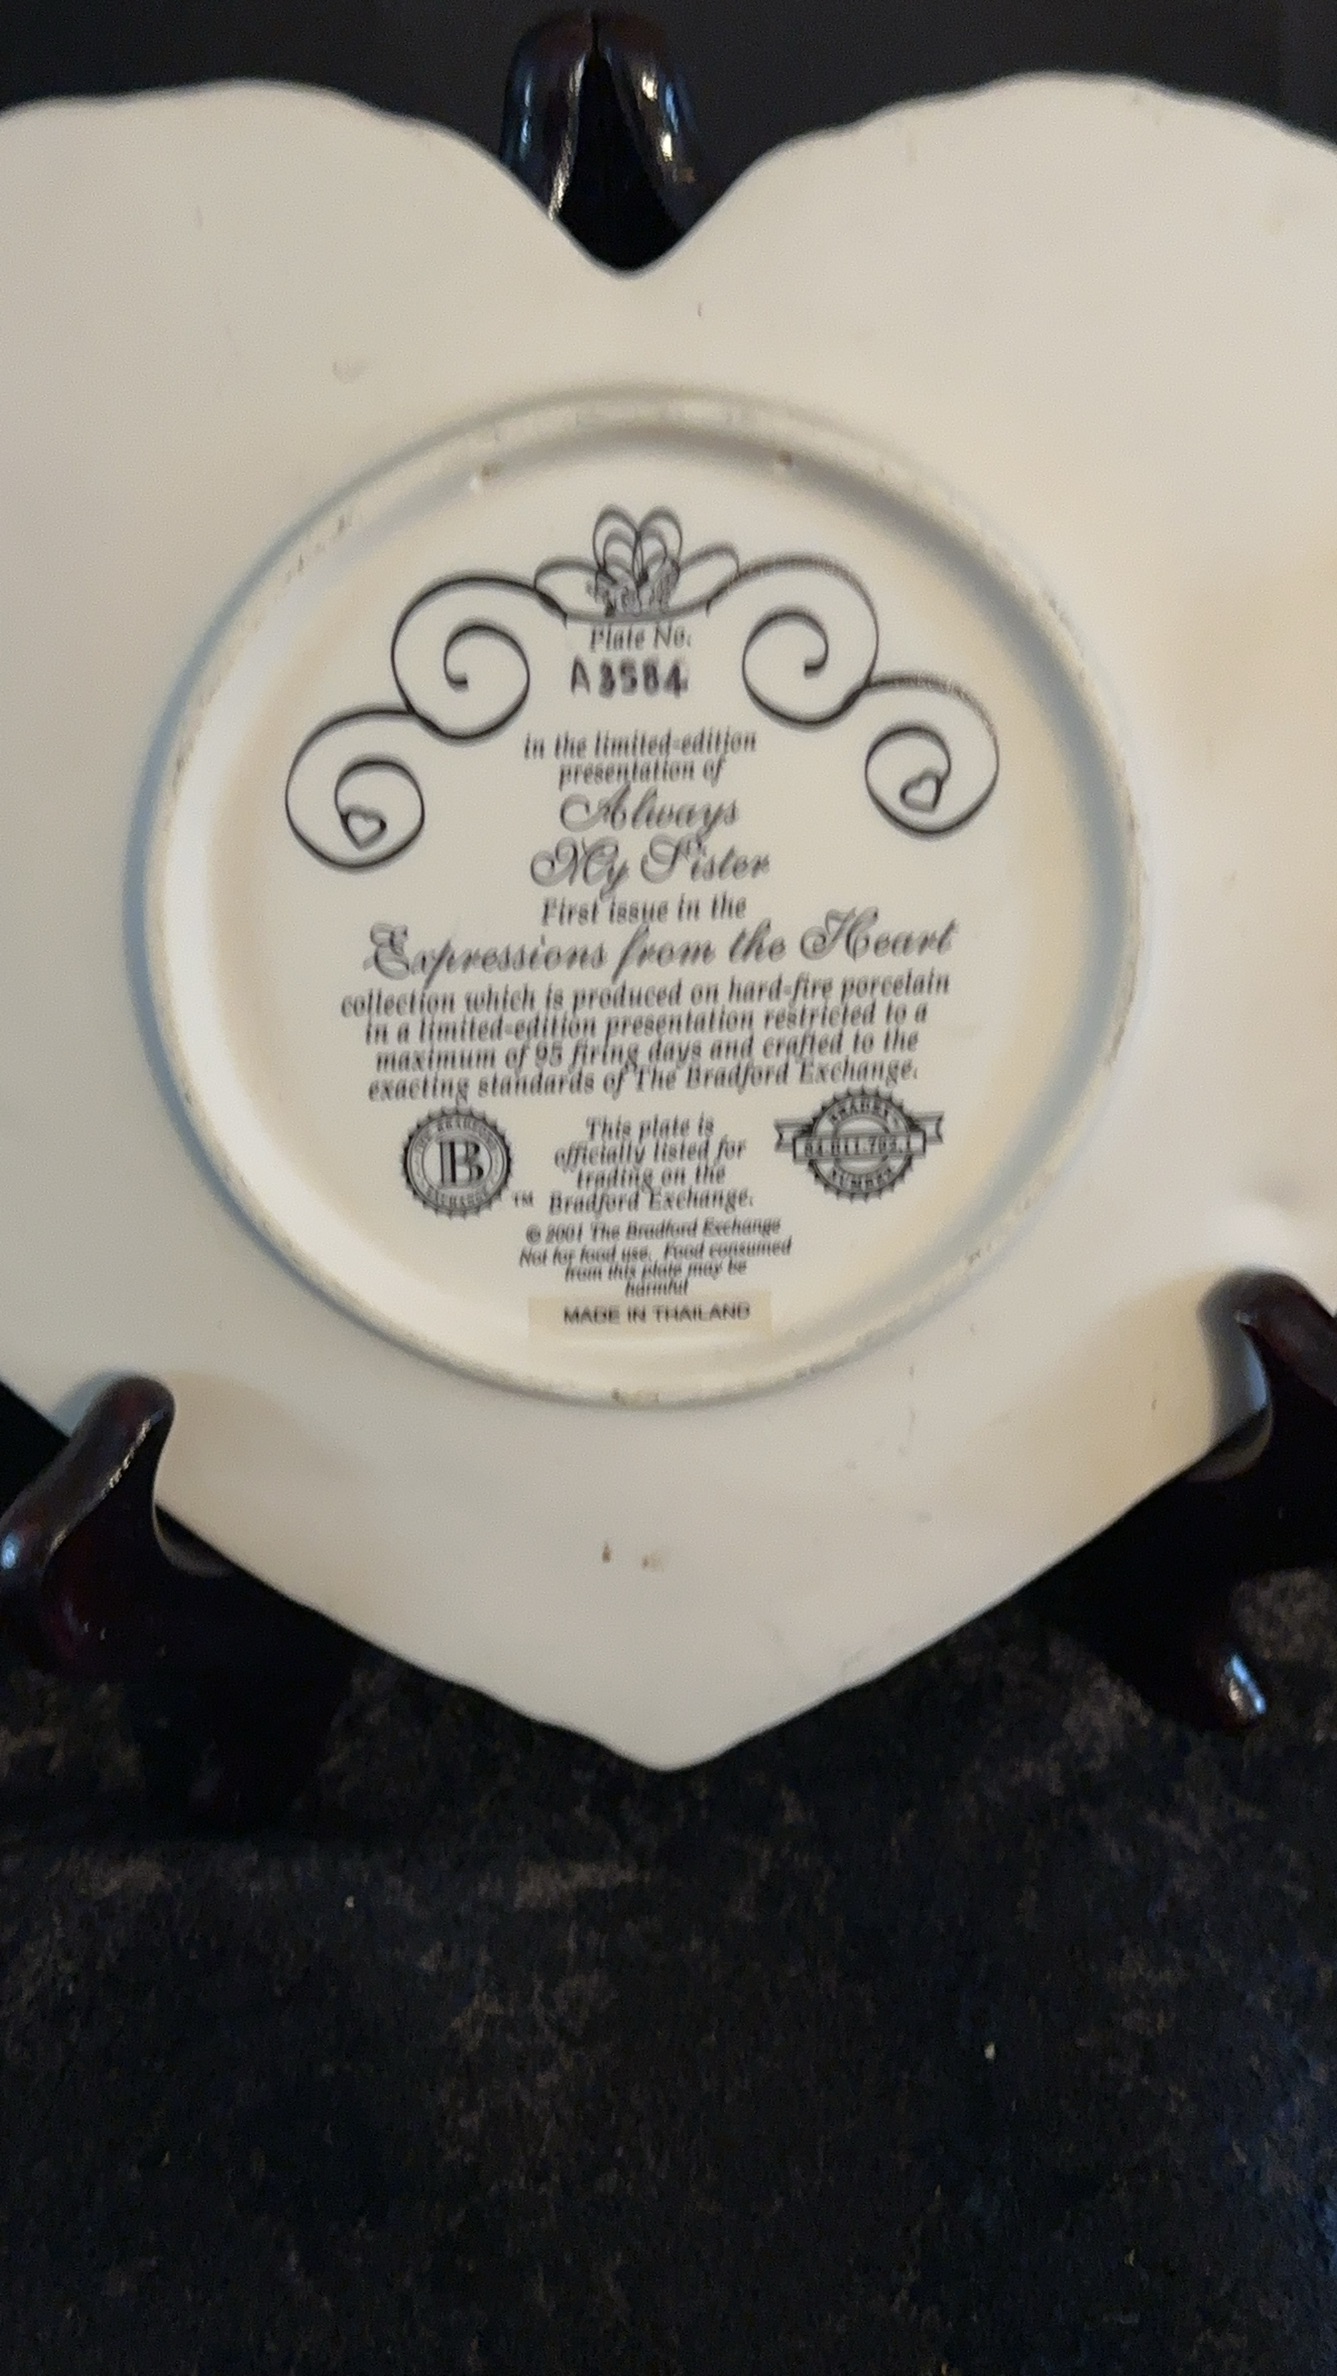 Plate No.
A3584
in the limited-edition
presentation of
Always
My Sister
First issue in the
Expressions from the Heart
collection which is produced on hard-fire porcelain
in a limited-edition presentation restricted to a
maximum of 95 firing days and crafted to the
exacting standards of The Bradford Exchange.
B
This plate is
officially listed for
trading on the
TM Bradford Exchange.
BRADEX
NUMBER
© 2001 The Bradford Exchange
Not for food use. Food consumed
from this plate may be
harmful
MADE IN THAILAND